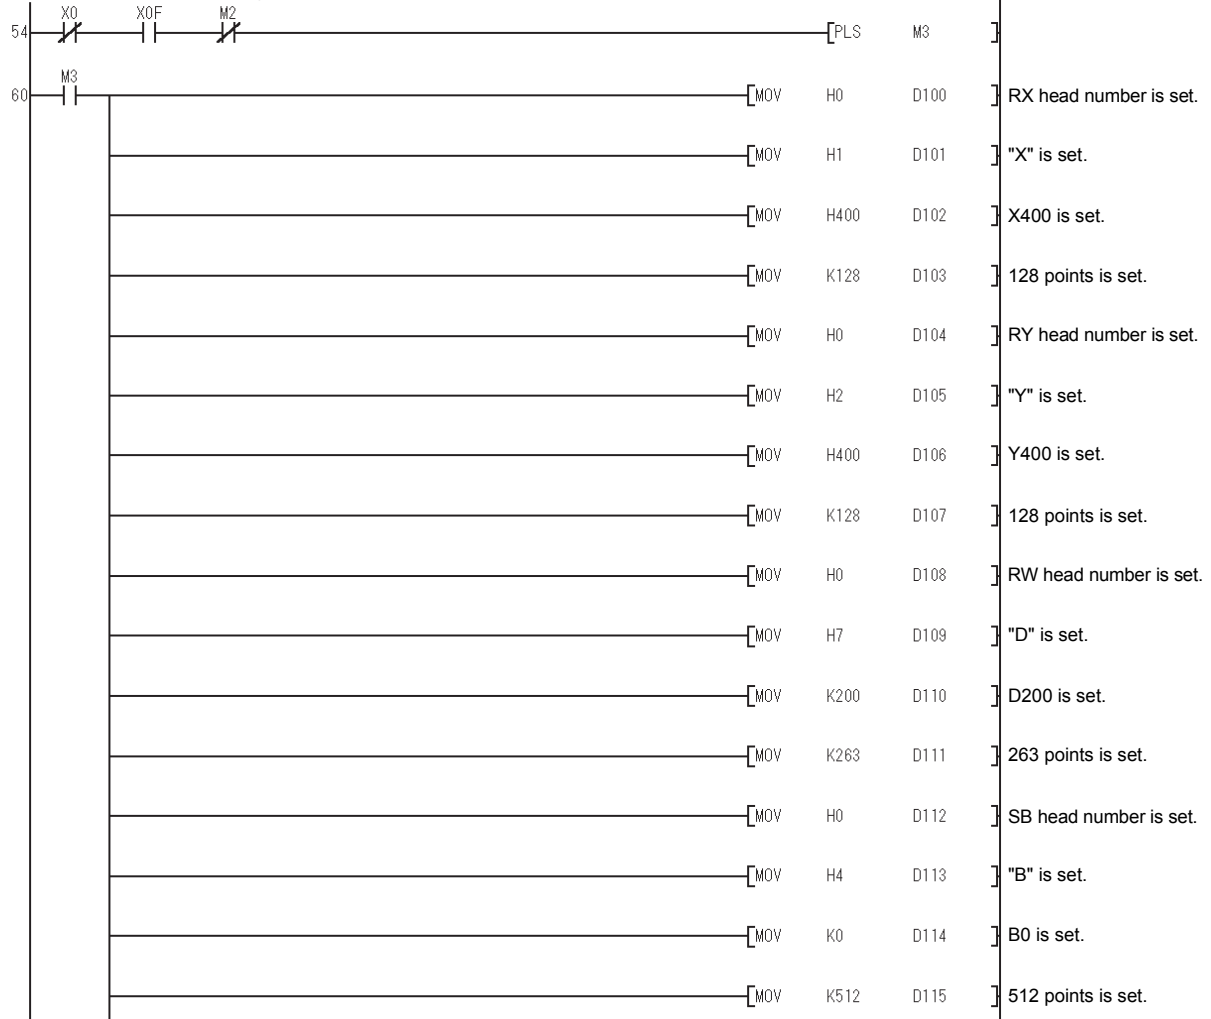 X0 X0F M2
54 PLS M3
M3
60 MOV H0 D100 RX head number is set.
MOV H1 D101 "X" is set.
MOV H400 D102 X400 is set.
MOV K128 D103 128 points is set.
MOV H0 D104 RY head number is set.
MOV H2 D105 "Y" is set.
MOV H400 D106 Y400 is set.
MOV K128 D107 128 points is set.
MOV H0 D108 RW head number is set.
MOV H7 D109 "D" is set.
MOV K200 D110 D200 is set.
MOV K263 D111 263 points is set.
MOV H0 D112 SB head number is set.
MOV H4 D113 "B" is set.
MOV K0 D114 B0 is set.
MOV K512 D115 512 points is set.